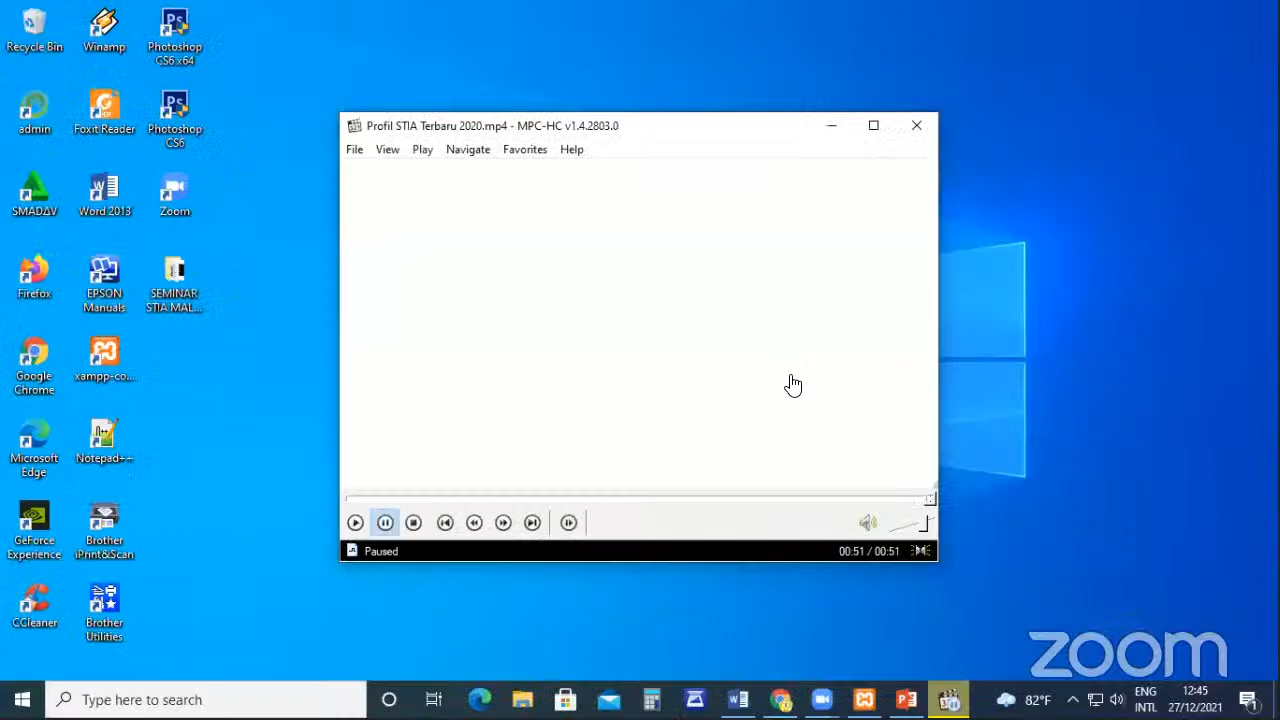 Recycle Bin
Winamp
Photoshop
CS6 x64
admin
Foxit Reader
Photoshop
CS6
SMADΔV
Word 2013
Zoom
Firefox
EPSON
Manuals
SEMINAR
STIA MAL...
Google
Chrome
xampp-co...
Microsoft
Edge
Notepad++
GeForce
Experience
Brother
iPrint&Scan
CCleaner
Brother
Utilities
Profil STIA Terbaru 2020.mp4 - MPC-HC v1.4.2803.0
File View Play Navigate Favorites Help
Paused
00:51 / 00:51
zoom
Type here to search
82°F
ENG
INTL
12:45
27/12/2021
1